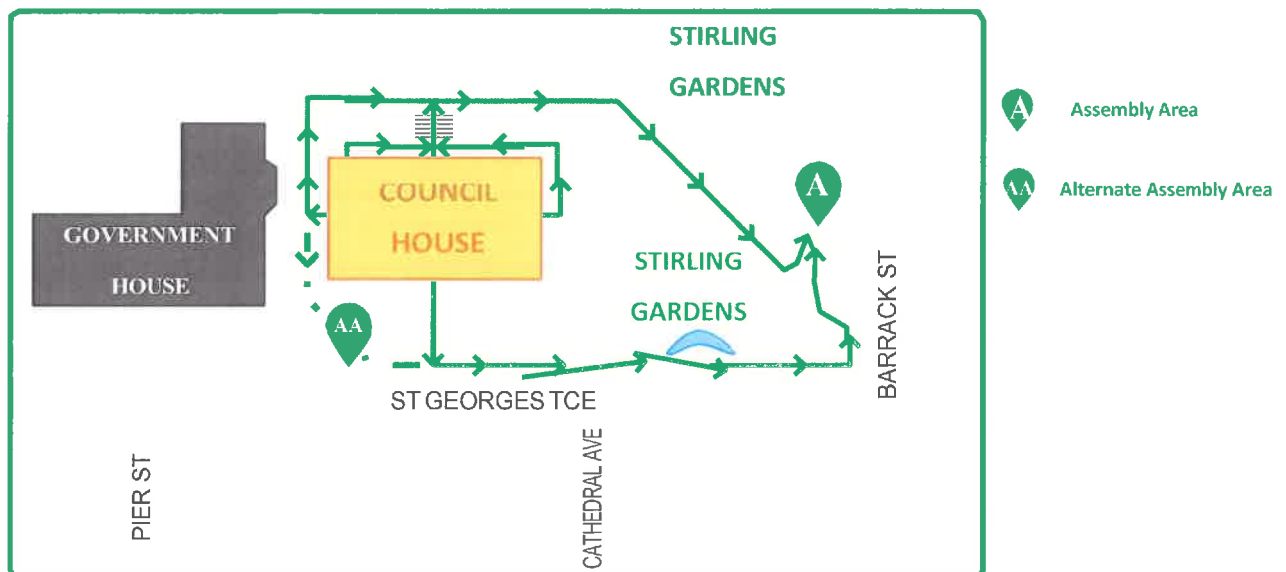 STIRLING
GARDENS
A
Assembly Area
AA
Alternate Assembly Area
COUNCIL
HOUSE
A
GOVERNMENT
HOUSE
STIRLING
GARDENS
BARRACK ST
AA
ST GEORGES TCE
CATHEDRAL AVE
PIER ST